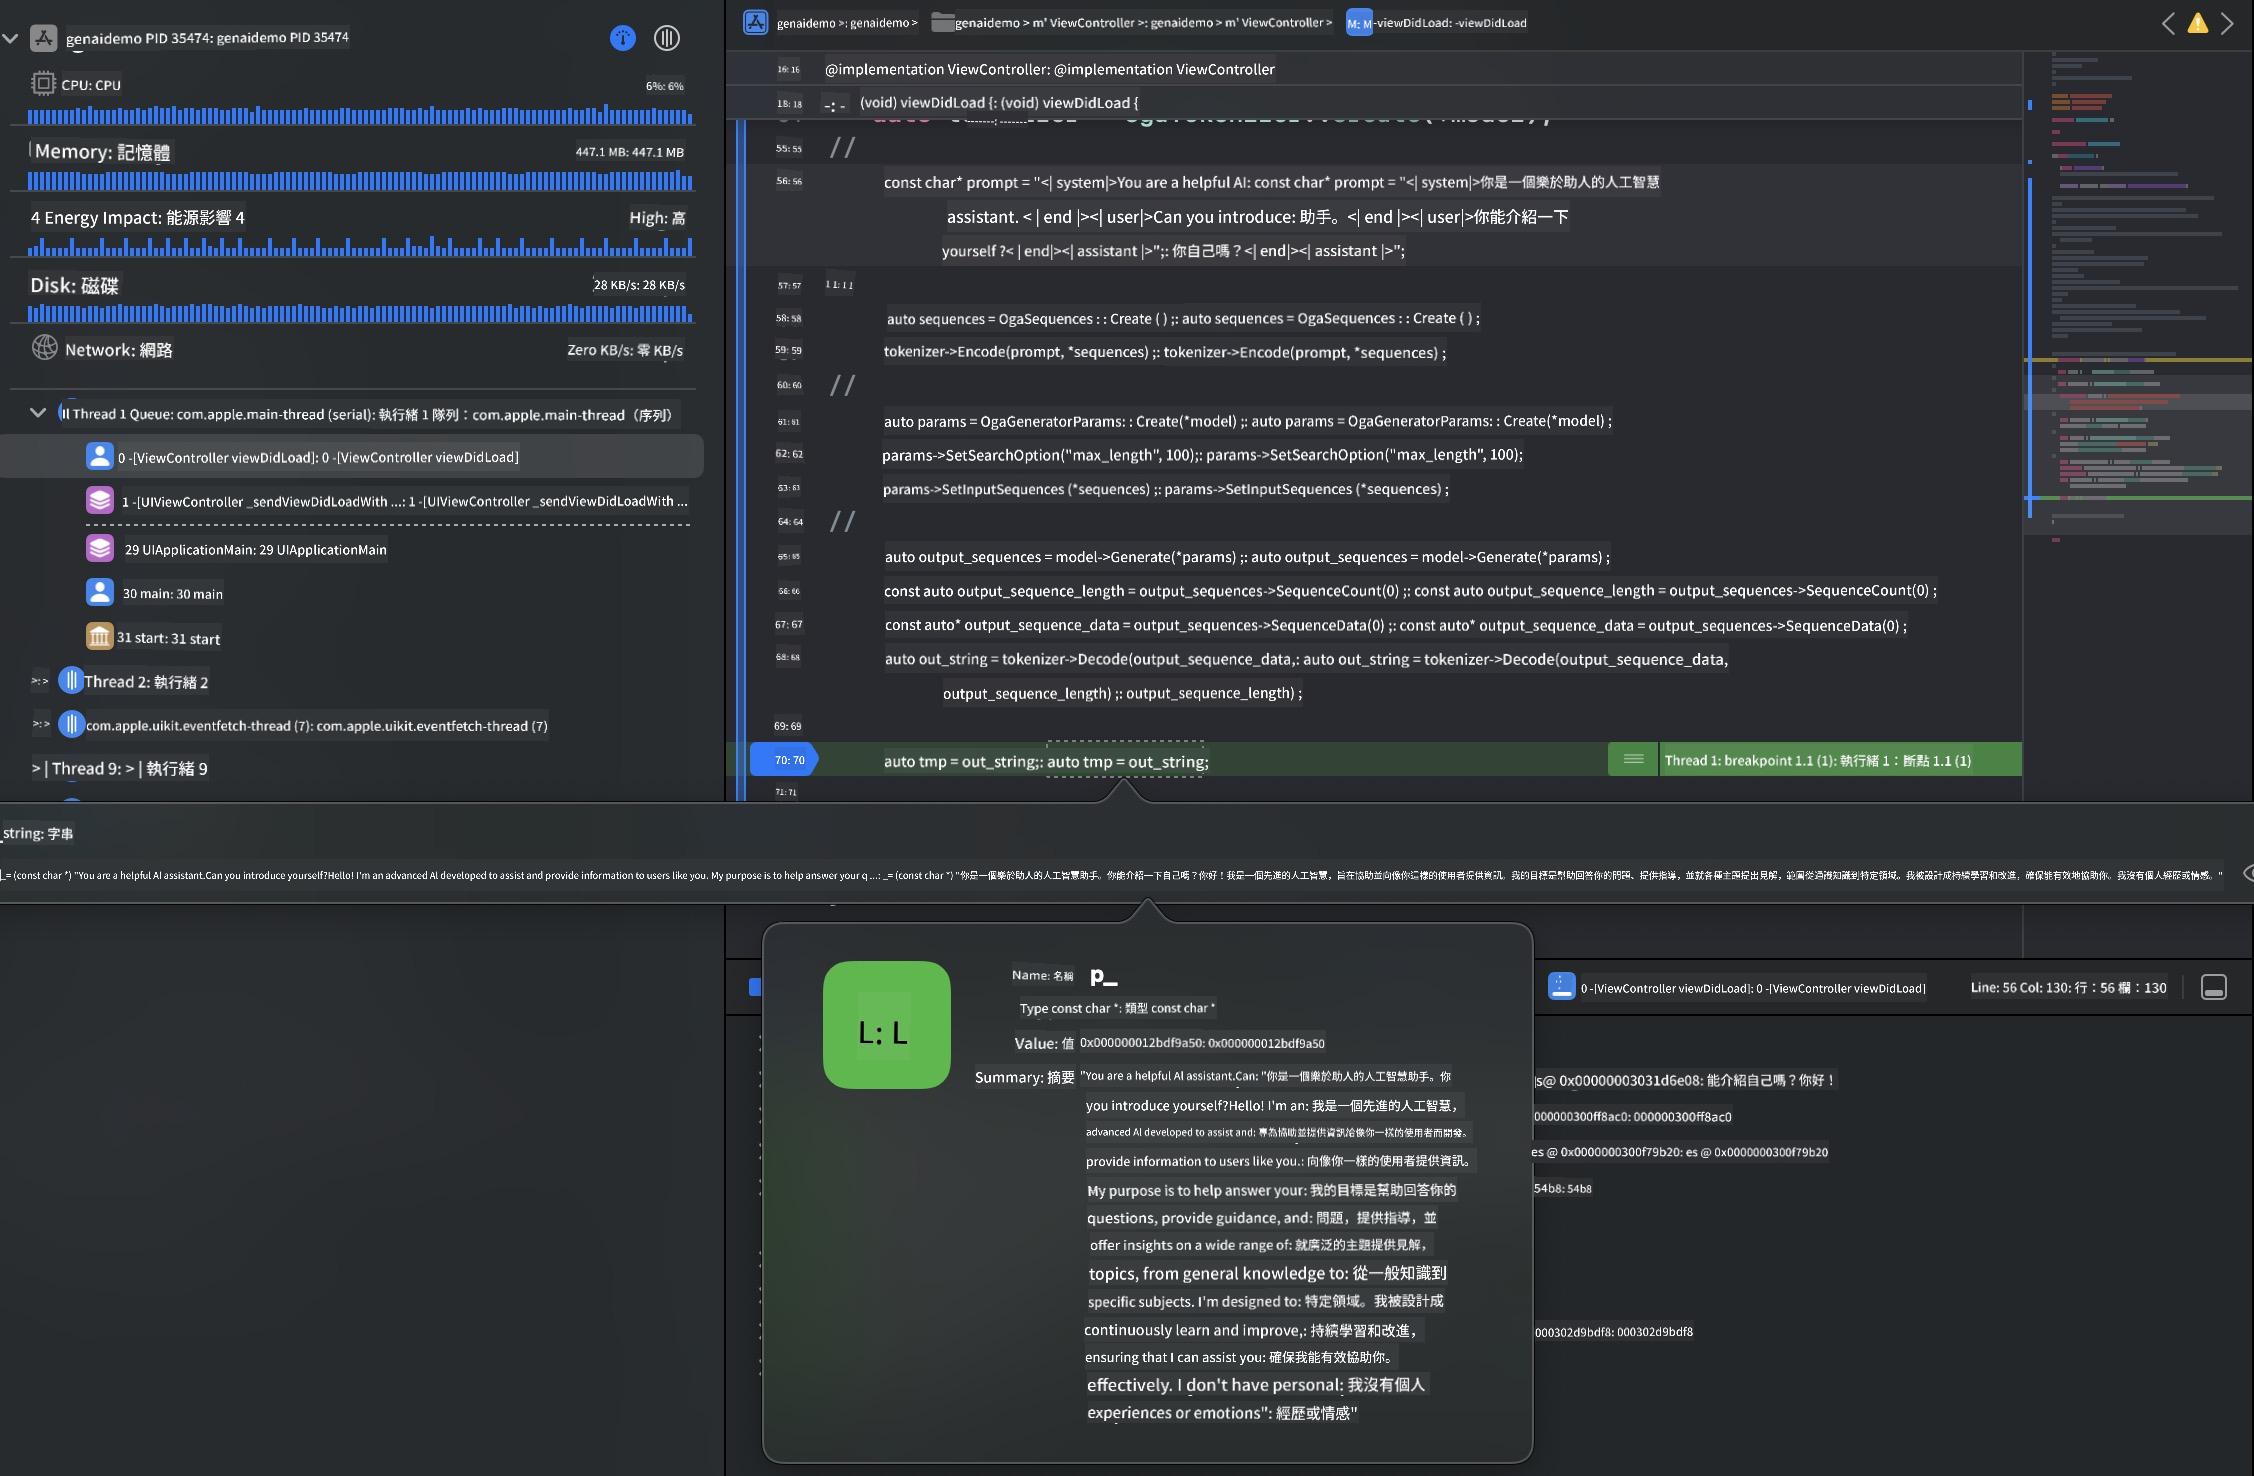 genaidemo PID 35474: genaidemo PID 35474
CPU: CPU
6%: 6%
Memory: 記憶體
447.1 MB: 447.1 MB
4 Energy Impact: 能源影響 4
High: 高
Disk: 磁碟
28 KB/s: 28 KB/s
Network: 網路
Zero KB/s: 零 KB/s
Thread 1 Queue: com.apple.main-thread (serial): 執行緒 1 隊列：com.apple.main-thread（序列）
0 -[ViewController viewDidLoad]: 0 -[ViewController viewDidLoad]
1 -[UIViewController _sendViewDidLoadWith ...: 1 -[UIViewController _sendViewDidLoadWith ...
29 UIApplicationMain: 29 UIApplicationMain
30 main: 30 main
31 start: 31 start
>: > Thread 2: 執行緒 2
>: > com.apple.uikit.eventfetch-thread (7): com.apple.uikit.eventfetch-thread (7)
> | Thread 9: > | 執行緒 9
genaidemo >: genaidemo > genaidemo > m' ViewController >: genaidemo > m' ViewController > M: M -viewDidLoad: -viewDidLoad
16: 16 @implementation ViewController: @implementation ViewController
18: 18 -: - (void) viewDidLoad {: (void) viewDidLoad {
55: 55 //
56: 56 const char* prompt = "<| system|>You are a helpful AI: const char* prompt = "<| system|>你是一個樂於助人的人工智慧
assistant. < | end |><| user|>Can you introduce: 助手。<| end |><| user|>你能介紹一下
yourself ?< | end|><| assistant |>";: 你自己嗎？<| end|><| assistant |>";
57: 57 1 1: 1 1
58: 58 auto sequences = OgaSequences : : Create ( ) ;: auto sequences = OgaSequences : : Create ( ) ;
59: 59 tokenizer->Encode(prompt, *sequences) ;: tokenizer->Encode(prompt, *sequences) ;
60: 60 //
61: 61 auto params = OgaGeneratorParams: : Create(*model) ;: auto params = OgaGeneratorParams: : Create(*model) ;
62: 62 params->SetSearchOption("max_length", 100);: params->SetSearchOption("max_length", 100);
63: 63 params->SetInputSequences (*sequences) ;: params->SetInputSequences (*sequences) ;
64: 64 //
65: 65 auto output_sequences = model->Generate(*params) ;: auto output_sequences = model->Generate(*params) ;
66: 66 const auto output_sequence_length = output_sequences->SequenceCount(0) ;: const auto output_sequence_length = output_sequences->SequenceCount(0) ;
67: 67 const auto* output_sequence_data = output_sequences->SequenceData(0) ;: const auto* output_sequence_data = output_sequences->SequenceData(0) ;
68: 68 auto out_string = tokenizer->Decode(output_sequence_data,: auto out_string = tokenizer->Decode(output_sequence_data,
output_sequence_length) ;: output_sequence_length) ;
69: 69
70: 70 auto tmp = out_string;: auto tmp = out_string;
Thread 1: breakpoint 1.1 (1): 執行緒 1：斷點 1.1 (1)
71: 71
_string: 字串
_= (const char *) "You are a helpful AI assistant.Can you introduce yourself?Hello! I'm an advanced AI developed to assist and provide information to users like you. My purpose is to help answer your q ...: _= (const char *) "你是一個樂於助人的人工智慧助手。你能介紹一下自己嗎？你好！我是一個先進的人工智慧，旨在協助並向像你這樣的使用者提供資訊。我的目標是幫助回答你的問題、提供指導，並就各種主題提出見解，範圍從通識知識到特定領域。我被設計成持續學習和改進，確保能有效地協助你。我沒有個人經歷或情感。"
L: L
Name: 名稱 p_
Type const char *: 類型 const char *
Value: 值 0x000000012bdf9a50: 0x000000012bdf9a50
Summary: 摘要 "You are a helpful AI assistant.Can: "你是一個樂於助人的人工智慧助手。你
you introduce yourself?Hello! I'm an: 我是一個先進的人工智慧，
advanced AI developed to assist and: 專為協助並提供資訊給像你一樣的使用者而開發。
provide information to users like you.: 向像你一樣的使用者提供資訊。
My purpose is to help answer your: 我的目標是幫助回答你的
questions, provide guidance, and: 問題，提供指導，並
offer insights on a wide range of: 就廣泛的主題提供見解，
topics, from general knowledge to: 從一般知識到
specific subjects. I'm designed to: 特定領域。我被設計成
continuously learn and improve,: 持續學習和改進，
ensuring that I can assist you: 確保我能有效協助你。
effectively. I don't have personal: 我沒有個人
experiences or emotions": 經歷或情感"
0 -[ViewController viewDidLoad]: 0 -[ViewController viewDidLoad]
Line: 56 Col: 130: 行：56 欄：130
s@ 0x00000003031d6e08: 能介紹自己嗎？你好！
000000300ff8ac0: 000000300ff8ac0
es @ 0x0000000300f79b20: es @ 0x0000000300f79b20
54b8: 54b8
000302d9bdf8: 000302d9bdf8